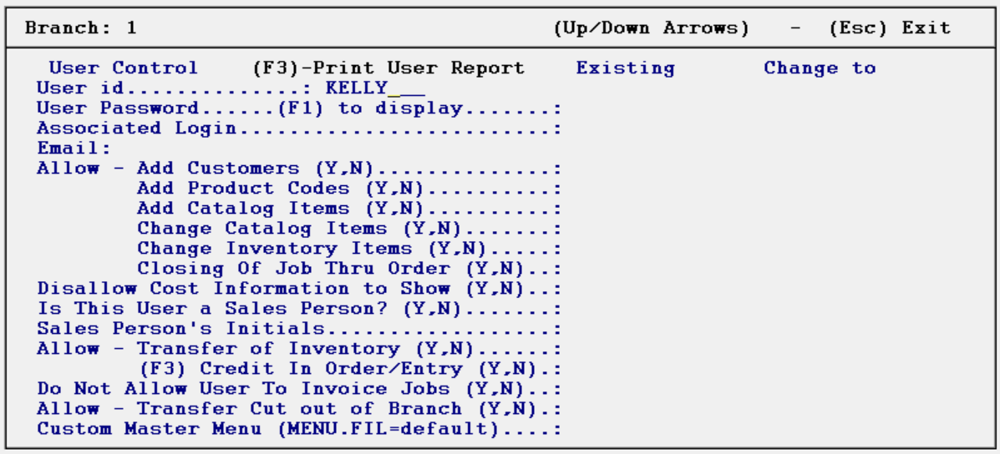 Branch: 1 (Up/Down Arrows) - (Esc) Exit
User Control (F3)-Print User Report Existing Change to
User id...............: KELLY___
User Password......(F1) to display.......:
Associated Login.........................:
Email:
Allow - Add Customers (Y,N)..............:
Add Product Codes (Y,N)..........:
Add Catalog Items (Y,N)..........:
Change Catalog Items (Y,N).......:
Change Inventory Items (Y,N).....:
Closing Of Job Thru Order (Y,N)..:
Disallow Cost Information to Show (Y,N)..:
Is This User a Sales Person? (Y,N).......:
Sales Person's Initials..................:
Allow - Transfer of Inventory (Y,N)......:
(F3) Credit In Order/Entry (Y,N).:
Do Not Allow User To Invoice Jobs (Y,N)..:
Allow - Transfer Cut out of Branch (Y,N).:
Custom Master Menu (MENU.FIL=default)....: